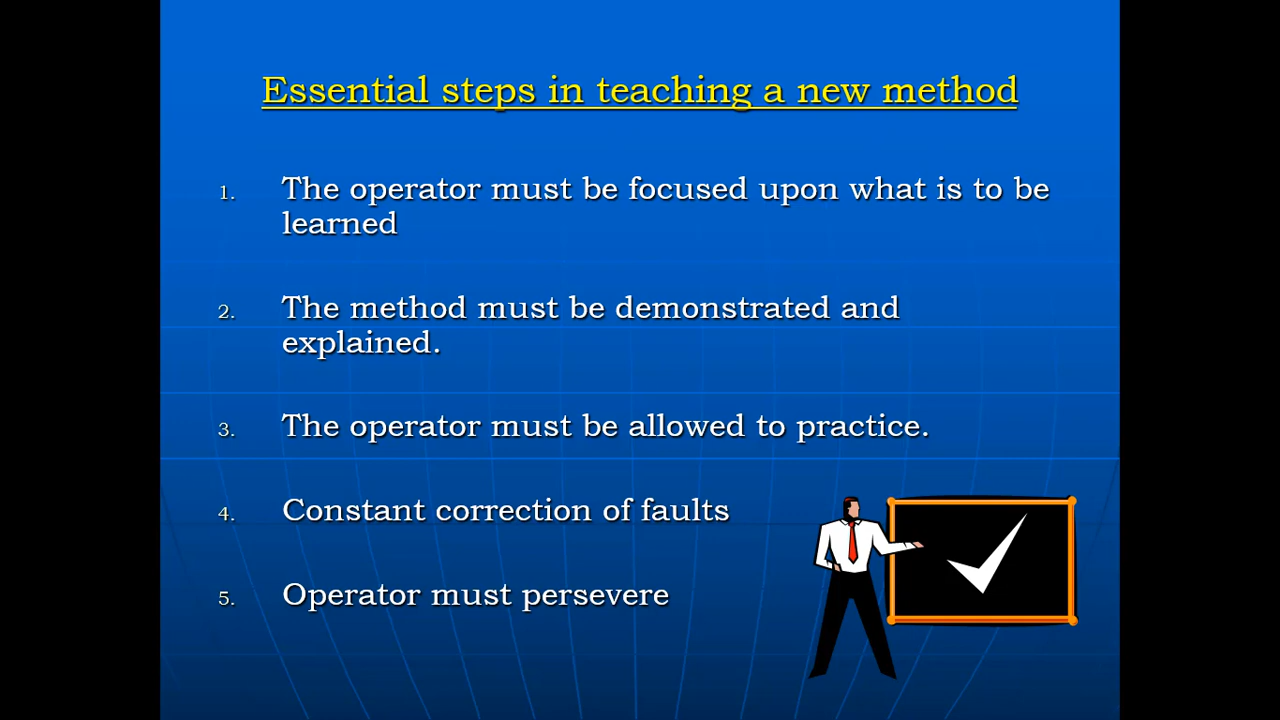 Essential steps in teaching a new method
1. The operator must be focused upon what is to be
learned
2. The method must be demonstrated and
explained.
3. The operator must be allowed to practice.
4. Constant correction of faults
5. Operator must persevere